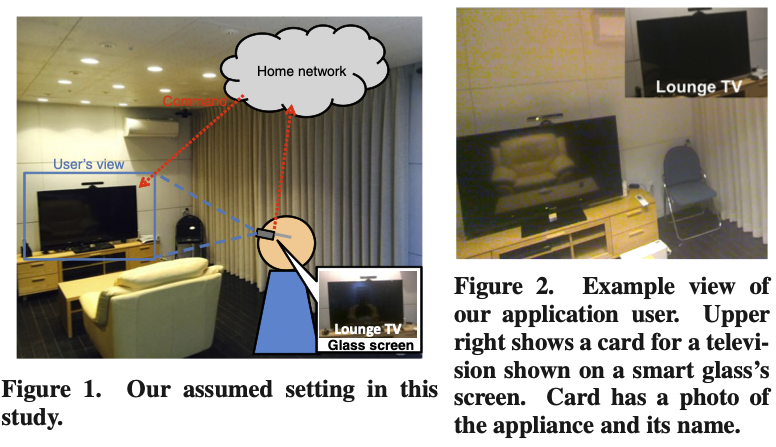 Home network
Command
User's view
Lounge TV
Glass screen
Figure 1. Our assumed setting in this
study.
Lounge TV
Figure 2. Example view of
our application user. Upper
right shows a card for a televi-
sion shown on a smart glass's
screen. Card has a photo of
the appliance and its name.